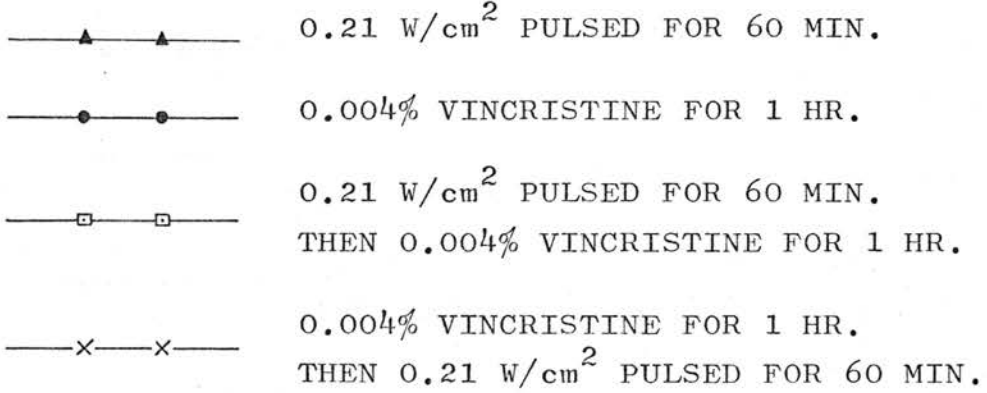 0.21 W/cm² PULSED FOR 60 MIN.
0.004% VINCRISTINE FOR 1 HR.
0.21 W/cm² PULSED FOR 60 MIN.
THEN 0.004% VINCRISTINE FOR 1 HR.
0.004% VINCRISTINE FOR 1 HR.
THEN 0.21 W/cm² PULSED FOR 60 MIN.